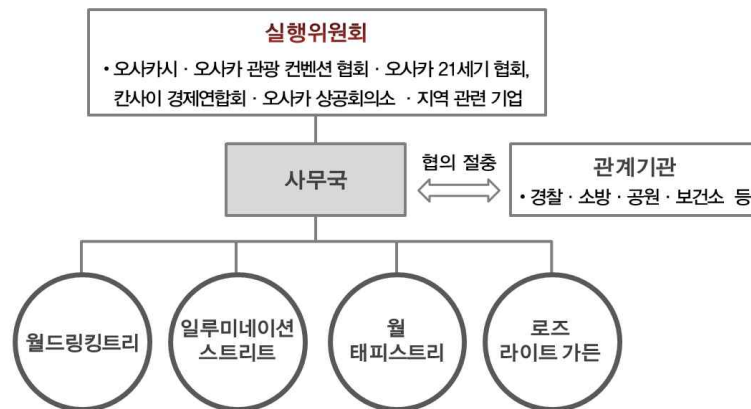 실행위원회
• 오사카시 · 오사카 관광 컨벤션 협회 · 오사카 21세기 협회,
칸사이 경제연합회 · 오사카 상공회의소 · 지역 관련 기업
사무국
협의 절충
관계기관
• 경찰 · 소방 · 공원 · 보건소 등
월드링킹트리
일루미네이션
스트리트
월
태피스트리
로즈
라이트 가든